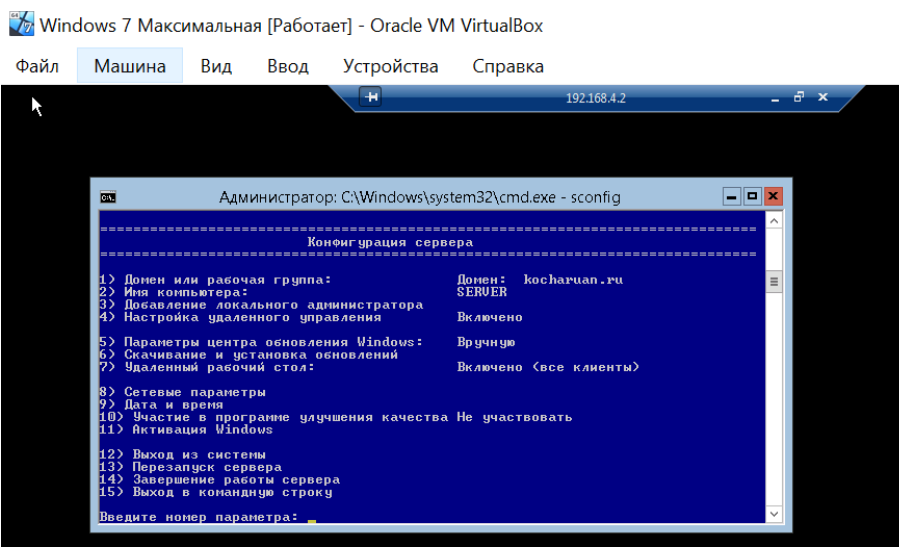 Windows 7 Максимальная [Работает] - Oracle VM VirtualBox
Файл Машина Вид Ввод Устройства Справка
192.168.4.2
Администратор: C:\Windows\system32\cmd.exe - sconfig
===============================================================================
Конфигурация сервера
===============================================================================
1) Домен или рабочая группа: Домен: kocharuan.ru
2) Имя компьютера: SERVER
3) Добавление локального администратора
4) Настройка удаленного управления Включено
5) Параметры центра обновления Windows: Вручную
6) Скачивание и установка обновлений
7) Удаленный рабочий стол: Включено (все клиенты)
8) Сетевые параметры
9) Дата и время
10) Участие в программе улучшения качества Не участвовать
11) Активация Windows
12) Выход из системы
13) Перезапуск сервера
14) Завершение работы сервера
15) Выход в командную строку
Введите номер параметра: